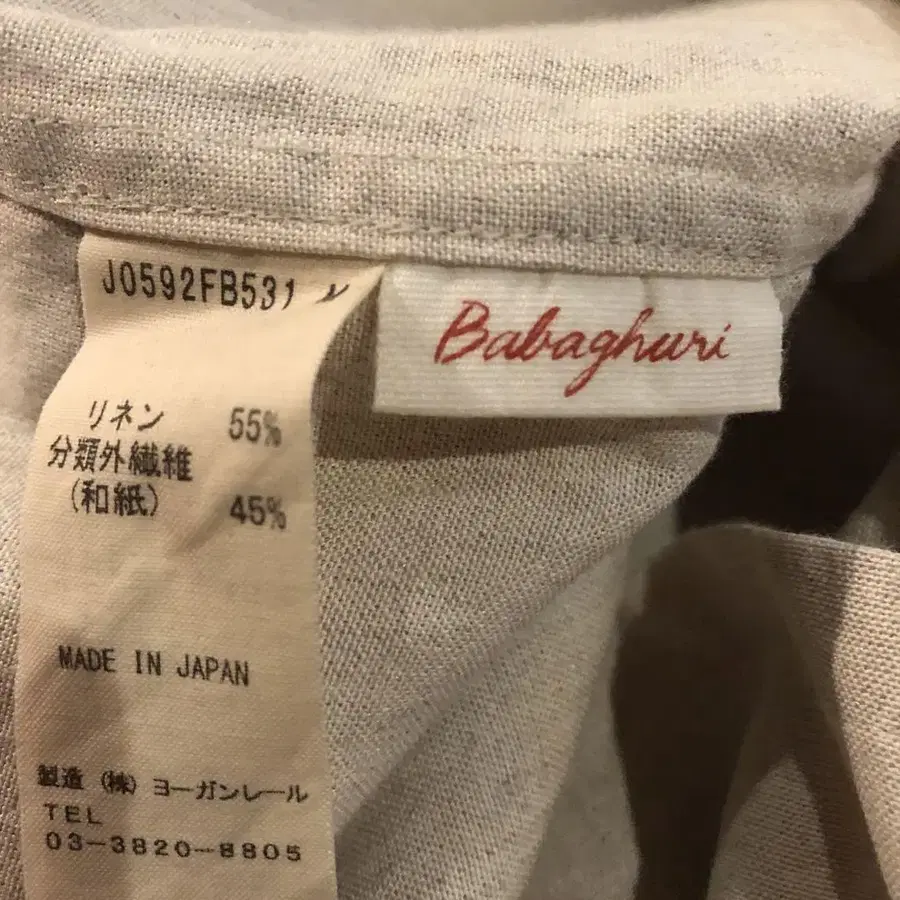 J0592FB531
Babaghuri
リネン 55%
分類外繊維
(和紙) 45%
MADE IN JAPAN
製造 (株) ヨーガンレール
TEL
03-3820-8805